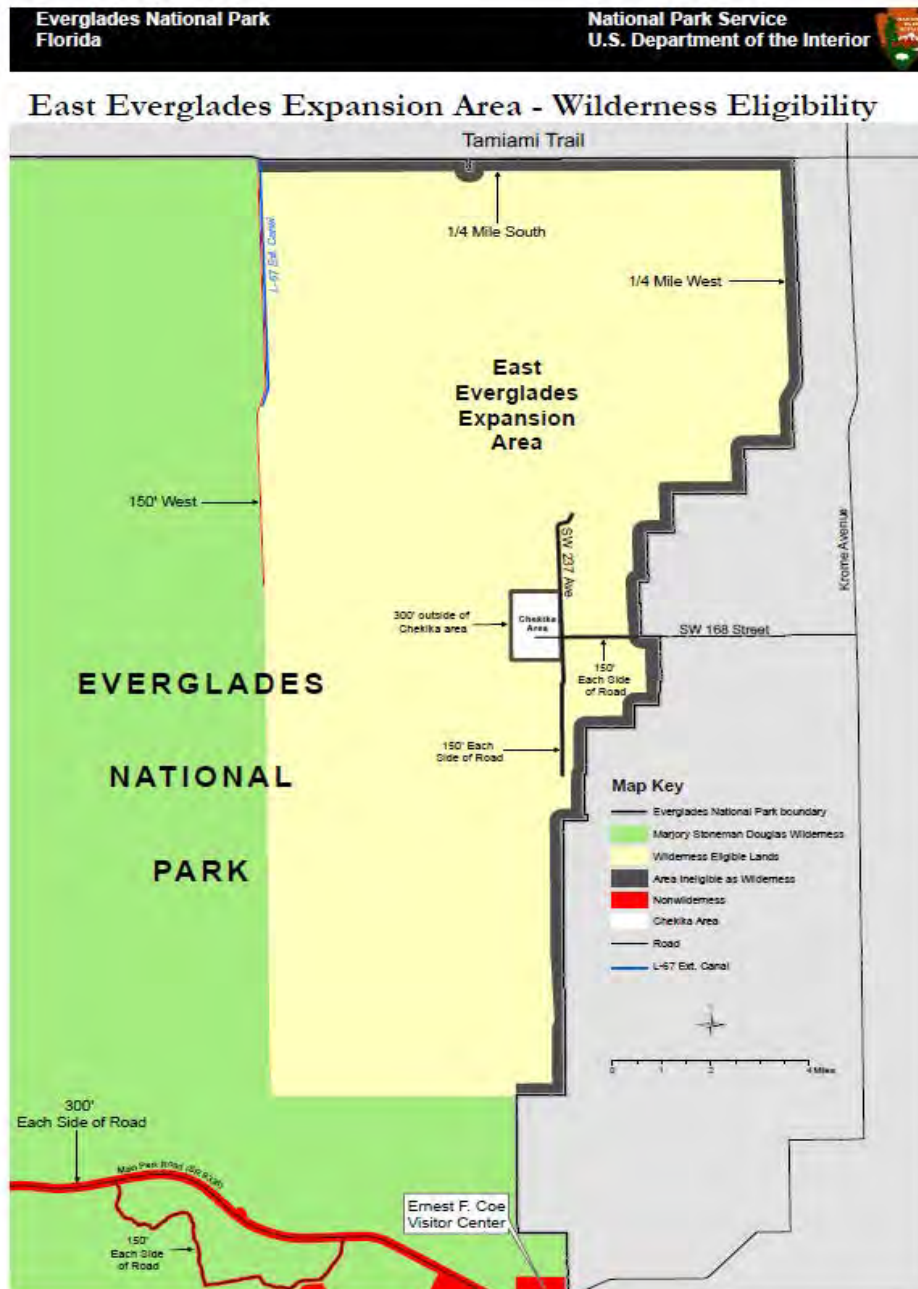 Everglades National Park
Florida
National Park Service
U.S. Department of the Interior
East Everglades Expansion Area - Wilderness Eligibility
Tamiami Trail
L-67 Ext. Canal
1/4 Mile South
1/4 Mile West
East
Everglades
Expansion
Area
150' West
SW 237 Ave
Krome Avenue
300' outside of
Chekika area
Chekika
Area
SW 168 Street
150'
Each Side
of Road
EVERGLADES
NATIONAL
PARK
150' Each
Side of Road
Map Key
Everglades National Park boundary
Marjory Stoneman Douglas Wilderness
Wilderness Eligible Lands
Area Ineligible as Wilderness
Nonwilderness
Chekika Area
Road
L-67 Ext. Canal
0 1 2 4 Miles
300'
Each Side of Road
Main Park Road (SR 9336)
150'
Each Side
of Road
Ernest F. Coe
Visitor Center